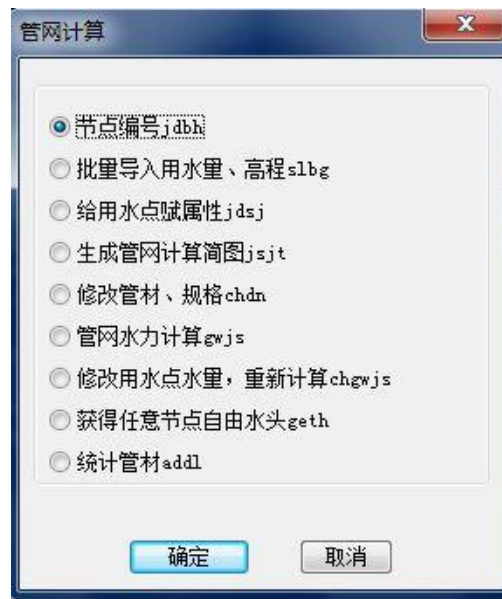 管网计算
节点编号jdbh
批量导入用水量、高程slbg
给用水点赋属性jdsj
生成管网计算简图jsjt
修改管材、规格chdn
管网水力计算gwjs
修改用水点水量，重新计算chgwjs
获得任意节点自由水头geth
统计管材addl
确定 取消